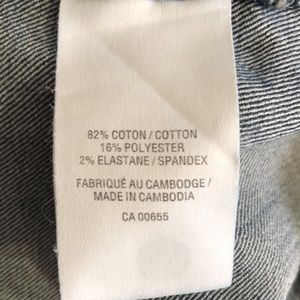 82% COTON / COTTON
16% POLYESTER
2% ELASTANE / SPANDEX
FABRIQUÉ AU CAMBODGE /
MADE IN CAMBODIA
CA 00655